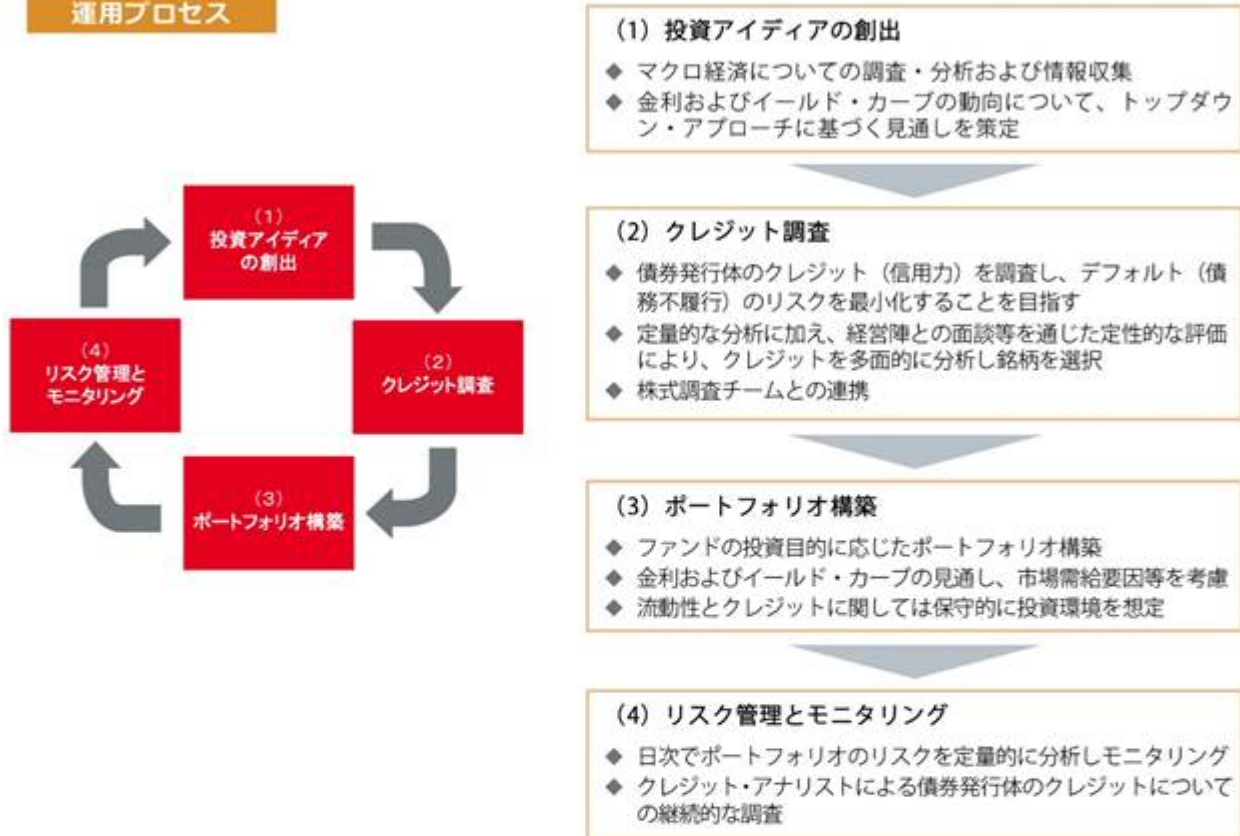 運用プロセス
(1)
投資アイディア
の創出
(2)
クレジット調査
(3)
ポートフォリオ構築
(4)
リスク管理と
モニタリング
(1) 投資アイディアの創出
◆ マクロ経済についての調査・分析および情報収集
◆ 金利およびイールド・カーブの動向について、トップダウ
ン・アプローチに基づく見通しを策定
(2) クレジット調査
◆ 債券発行体のクレジット（信用力）を調査し、デフォルト（債
務不履行）のリスクを最小化することを目指す
◆ 定量的な分析に加え、経営陣との面談等を通じた定性的な評価
により、クレジットを多面的に分析し銘柄を選択
◆ 株式調査チームとの連携
(3) ポートフォリオ構築
◆ ファンドの投資目的に応じたポートフォリオ構築
◆ 金利およびイールド・カーブの見通し、市場需給要因等を考慮
◆ 流動性とクレジットに関しては保守的に投資環境を想定
(4) リスク管理とモニタリング
◆ 日次でポートフォリオのリスクを定量的に分析しモニタリング
◆ クレジット・アナリストによる債券発行体のクレジットについて
の継続的な調査